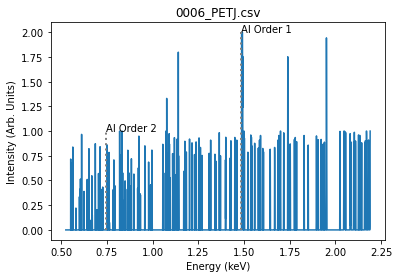 0006_PETJ.csv
Al Order 1
Al Order 2
Intensity (Arb. Units)
2.00
1.75
1.50
1.25
1.00
0.75
0.50
0.25
0.00
0.50 0.75 1.00 1.25 1.50 1.75 2.00 2.25
Energy (keV)